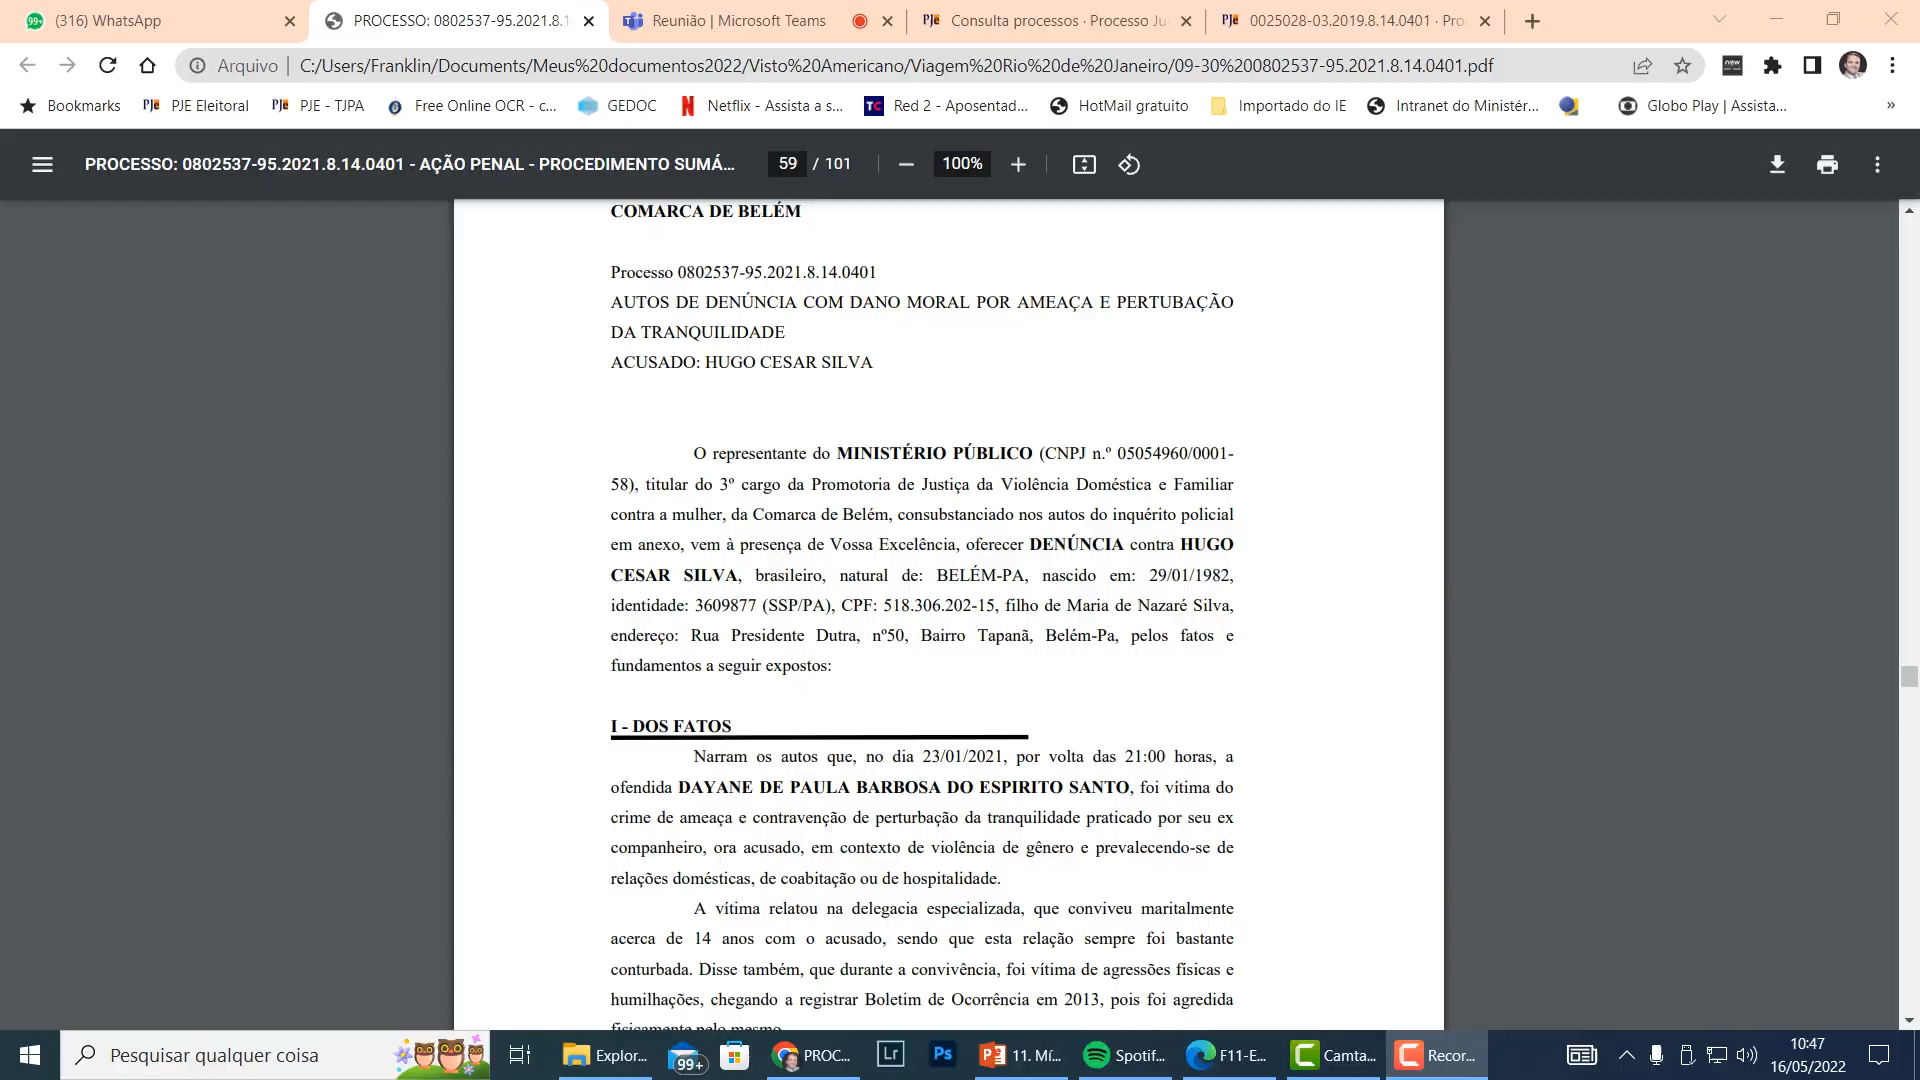 (316) WhatsApp
PROCESSO: 0802537-95.2021.8.1
Reunião | Microsoft Teams
Consulta processos · Processo Ju
0025028-03.2019.8.14.0401 · Pro
Arquivo
C:/Users/Franklin/Documents/Meus%20documentos2022/Visto%20Americano/Viagem%20Rio%20de%20Janeiro/09-30%200802537-95.2021.8.14.0401.pdf
Bookmarks
PJE Eleitoral
PJE - TJPA
Free Online OCR - c...
GEDOC
Netflix - Assista a s...
Red 2 - Aposentad...
HotMail gratuito
Importado do IE
Intranet do Ministér...
Globo Play | Assista...
»
PROCESSO: 0802537-95.2021.8.14.0401 - AÇÃO PENAL - PROCEDIMENTO SUMÁ...
59 / 101
100%
COMARCA DE BELÉM
Processo 0802537-95.2021.8.14.0401
AUTOS DE DENÚNCIA COM DANO MORAL POR AMEAÇA E PERTUBAÇÃO
DA TRANQUILIDADE
ACUSADO: HUGO CESAR SILVA
O representante do MINISTÉRIO PÚBLICO (CNPJ n.º 05054960/0001-
58), titular do 3º cargo da Promotoria de Justiça da Violência Doméstica e Familiar
contra a mulher, da Comarca de Belém, consubstanciado nos autos do inquérito policial
em anexo, vem à presença de Vossa Excelência, oferecer DENÚNCIA contra HUGO
CESAR SILVA, brasileiro, natural de: BELÉM-PA, nascido em: 29/01/1982,
identidade: 3609877 (SSP/PA), CPF: 518.306.202-15, filho de Maria de Nazaré Silva,
endereço: Rua Presidente Dutra, nº50, Bairro Tapanã, Belém-Pa, pelos fatos e
fundamentos a seguir expostos:
I - DOS FATOS
Narram os autos que, no dia 23/01/2021, por volta das 21:00 horas, a
ofendida DAYANE DE PAULA BARBOSA DO ESPIRITO SANTO, foi vítima do
crime de ameaça e contravenção de perturbação da tranquilidade praticado por seu ex
companheiro, ora acusado, em contexto de violência de gênero e prevalecendo-se de
relações domésticas, de coabitação ou de hospitalidade.
A vítima relatou na delegacia especializada, que conviveu maritalmente
acerca de 14 anos com o acusado, sendo que esta relação sempre foi bastante
conturbada. Disse também, que durante a convivência, foi vítima de agressões físicas e
humilhações, chegando a registrar Boletim de Ocorrência em 2013, pois foi agredida
fisicamente pelo mesmo.
Pesquisar qualquer coisa
Explor...
99+
PROC...
Lr
Ps
11. Mí...
Spotif...
F11-E...
Camta...
Recor...
10:47
16/05/2022